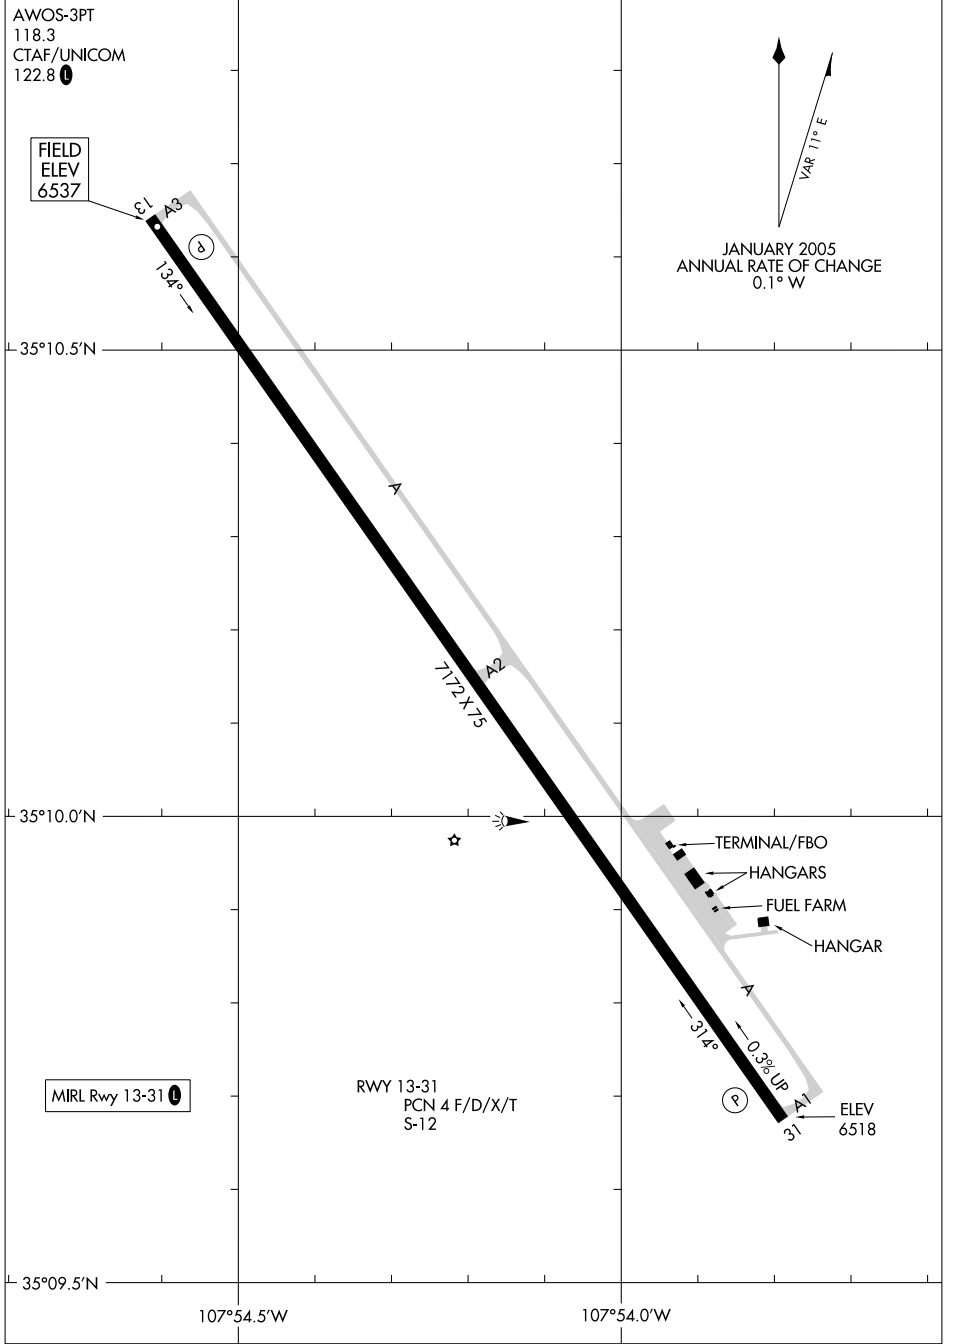 AWOS-3PT
118.3
CTAF/UNICOM
122.8 L
FIELD
ELEV
6537
VAR 11° E
JANUARY 2005
ANNUAL RATE OF CHANGE
0.1° W
13
A3
P
134°
35°10.5'N
A
A2
7172 X 75
35°10.0'N
TERMINAL/FBO
HANGARS
FUEL FARM
HANGAR
A
314°
0.3% UP
MIRL Rwy 13-31 L
RWY 13-31
PCN 4 F/D/X/T
S-12
P
A1
31
ELEV
6518
35°09.5'N
107°54.5'W
107°54.0'W